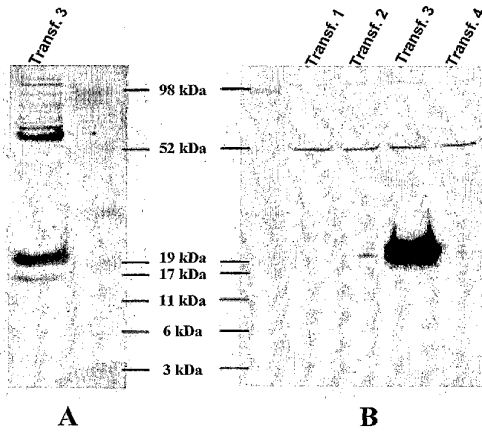 Transf. 3
Transf. 1
Transf. 2
Transf. 3
Transf. 4
98 kDa
52 kDa
19 kDa
17 kDa
11 kDa
6 kDa
3 kDa
A
B